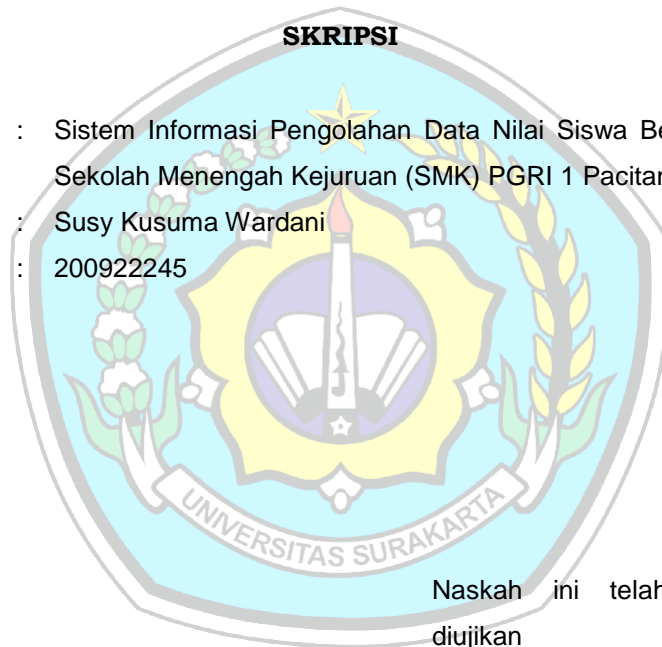 SKRIPSI
: Sistem Informasi Pengolahan Data Nilai Siswa
Sekolah Menengah Kejuruan (SMK) PGRI 1 Pacitan
: Susy Kusuma Wardani
: 200922245
UNIVERSITAS SURAKARTA
Naskah ini telah
diujikan